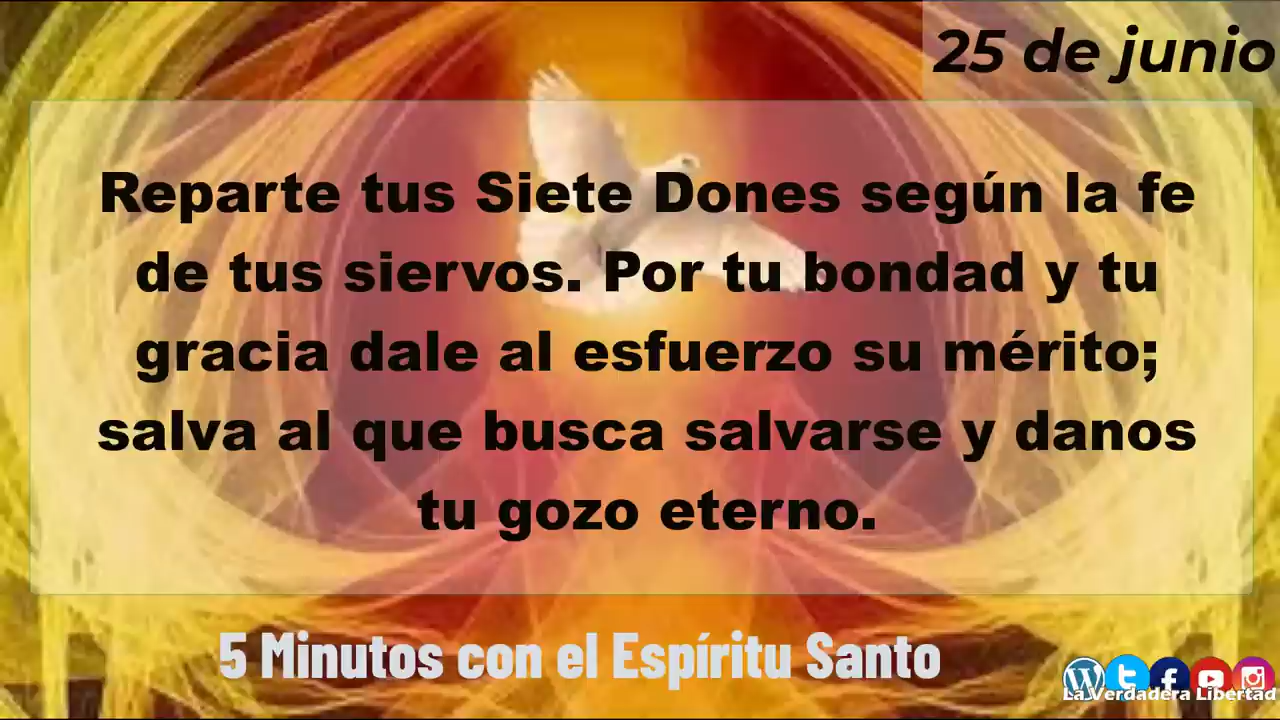 25 de junio
Reparte tus Siete Dones según la fe
de tus siervos. Por tu bondad y tu
gracia dale al esfuerzo su mérito;
salva al que busca salvarse y danos
tu gozo eterno.
5 Minutos con el Espíritu Santo
La Verdadera Libertad